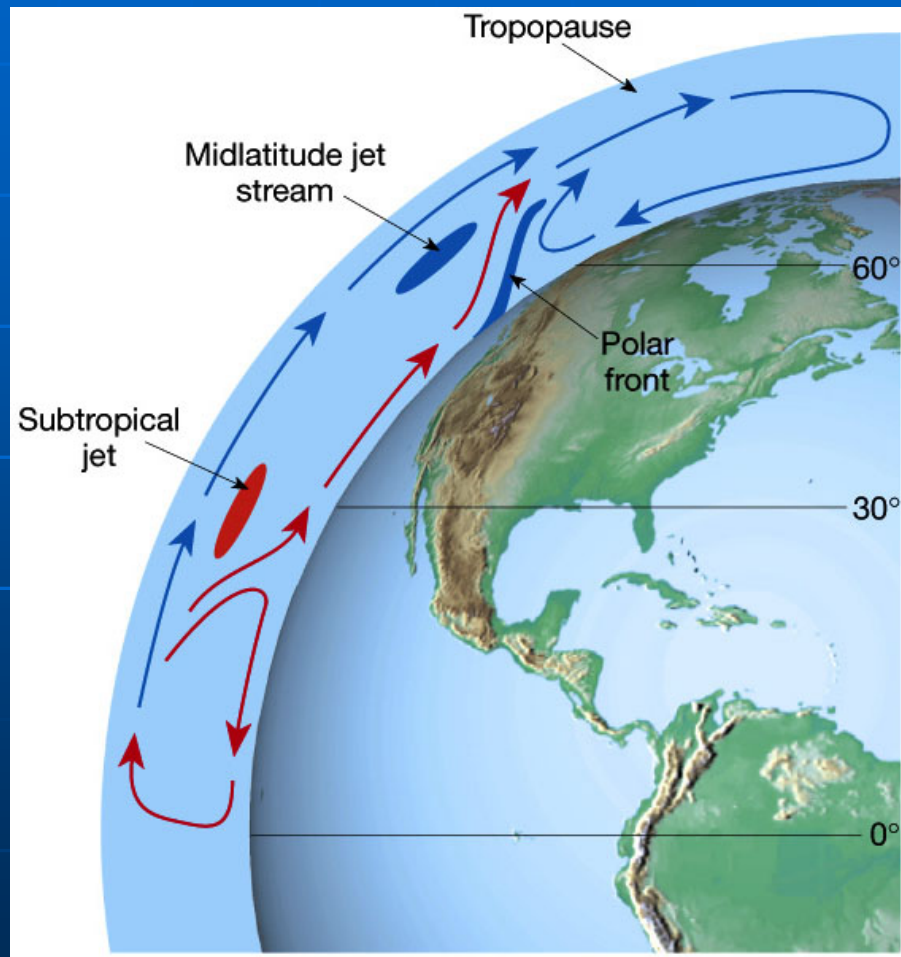 Tropopause
Midlatitude jet
stream
60°
Polar
front
Subtropical
jet
30°
0°